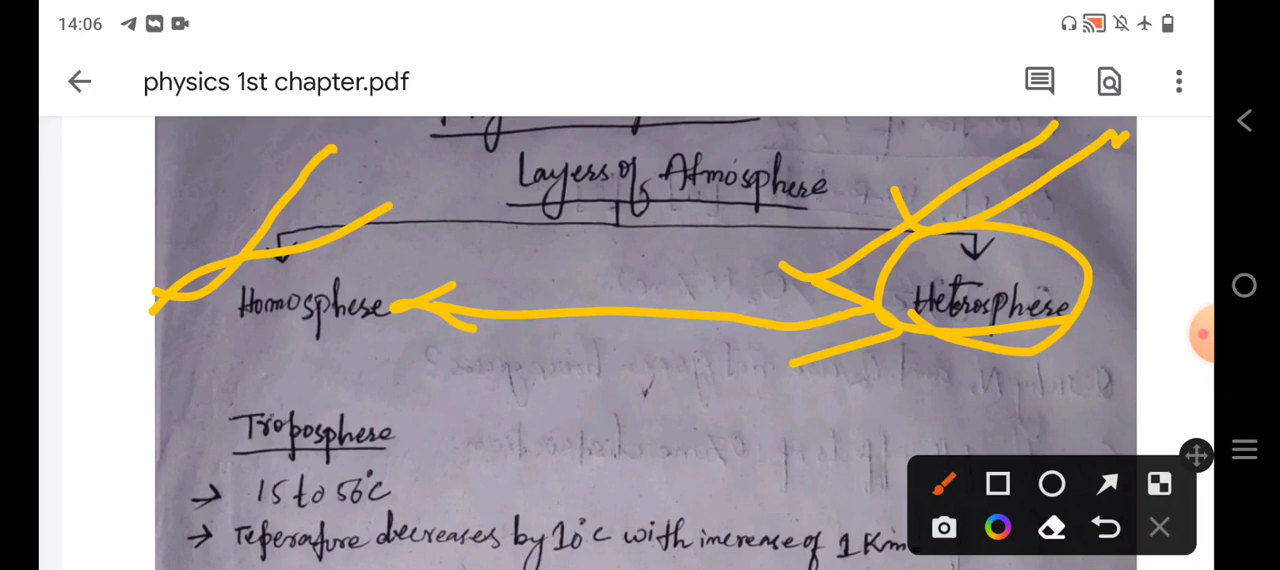 14:06
physics 1st chapter.pdf
Layers of Atmosphere
Homosphere
Heterosphere
Troposphere
→ 15 to 56°c
→ Teperature decreases by 10°c with increase of 1 Km.